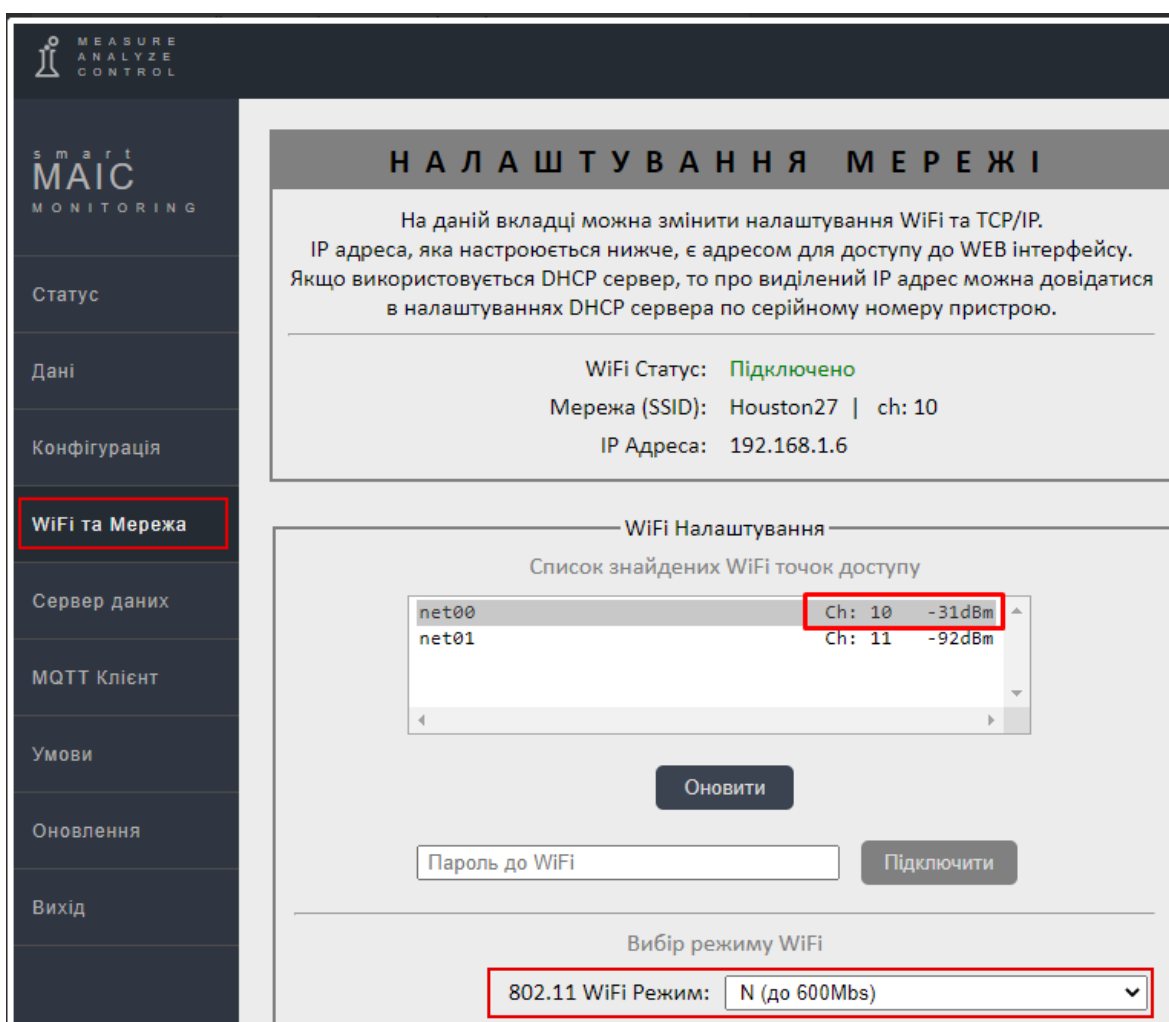 MEASURE
ANALYZE
CONTROL
smart
MAIC
MONITORING
Статус
Дані
Конфігурація
WiFi та Мережа
Сервер даних
MQTT Клієнт
Умови
Оновлення
Вихід
НАЛАШТУВАННЯ МЕРЕЖІ
На даній вкладці можна змінити налаштування WiFi та TCP/IP.
IP адреса, яка настроюється нижче, є адресом для доступу до WEB інтерфейсу.
Якщо використовується DHCP сервер, то про виділений IP адрес можна довідатися
в налаштуваннях DHCP сервера по серійному номеру пристрою.
WiFi Статус: Підключено
Мережа (SSID): Houston27 | ch: 10
IP Адреса: 192.168.1.6
WiFi Налаштування
Список знайдених WiFi точок доступу
net00 Ch: 10 -31dBm
net01 Ch: 11 -92dBm
Оновити
Пароль до WiFi Підключити
Вибір режиму WiFi
802.11 WiFi Режим: N (до 600Mbs)